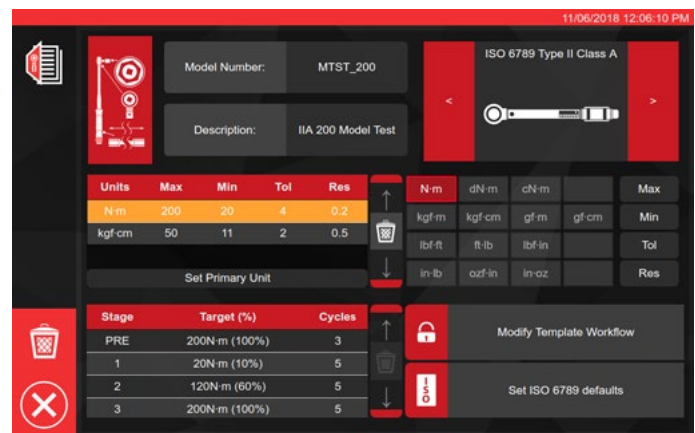 11/06/2018 12:06:10 PM
Model Number: MTST_200
ISO 6789 Type II Class A
< >
Description: IIA 200 Model Test
Units Max Min Tol Res
N·m 200 20 4 0.2
kgf·cm 50 11 2 0.5
Set Primary Unit
N·m dN·m cN·m Max
kgf·m kgf·cm gf·m gf·cm Min
lbf·ft ft·lb lbf·in Tol
in·lb ozf·in in·oz Res
Stage Target (%) Cycles
PRE 200N·m (100%) 3
1 20N·m (10%) 5
2 120N·m (60%) 5
3 200N·m (100%) 5
Modify Template Workflow
ISO
Set ISO 6789 defaults